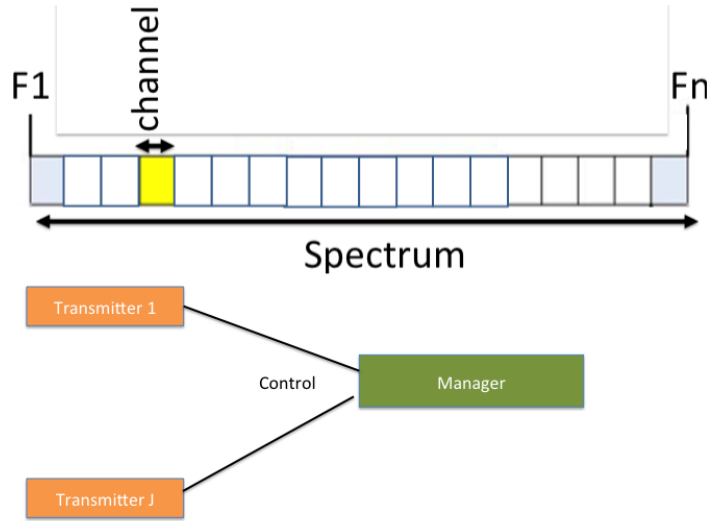 channel
F1
Fn
Spectrum
Transmitter 1
Control
Manager
Transmitter J